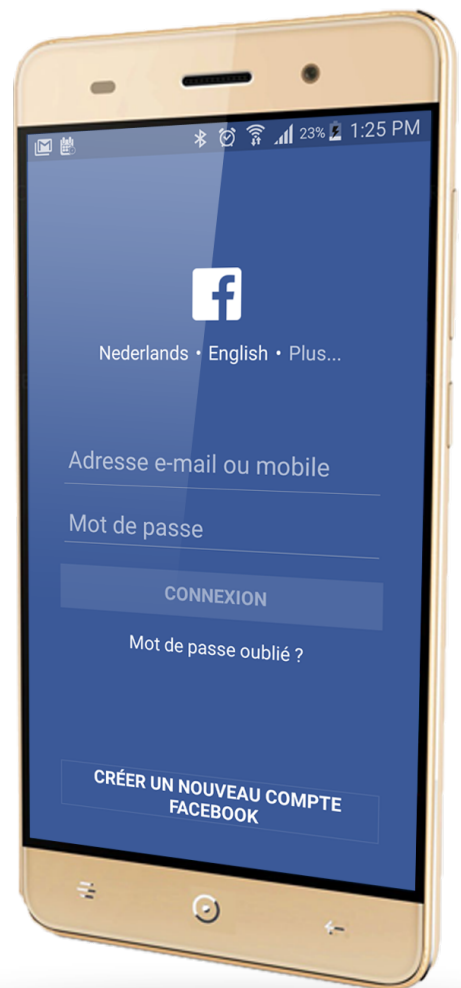 23% 1:25 PM
Nederlands • English • Plus...
Adresse e-mail ou mobile
Mot de passe
CONNEXION
Mot de passe oublié ?
CRÉER UN NOUVEAU COMPTE
FACEBOOK